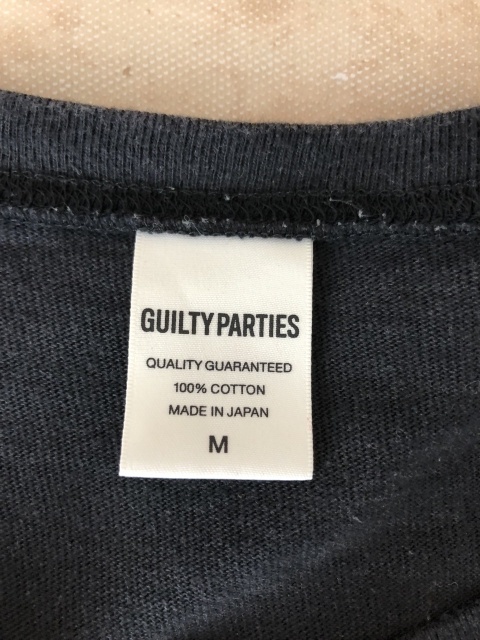 GUILTY PARTIES
QUALITY GUARANTEED
100% COTTON
MADE IN JAPAN
M